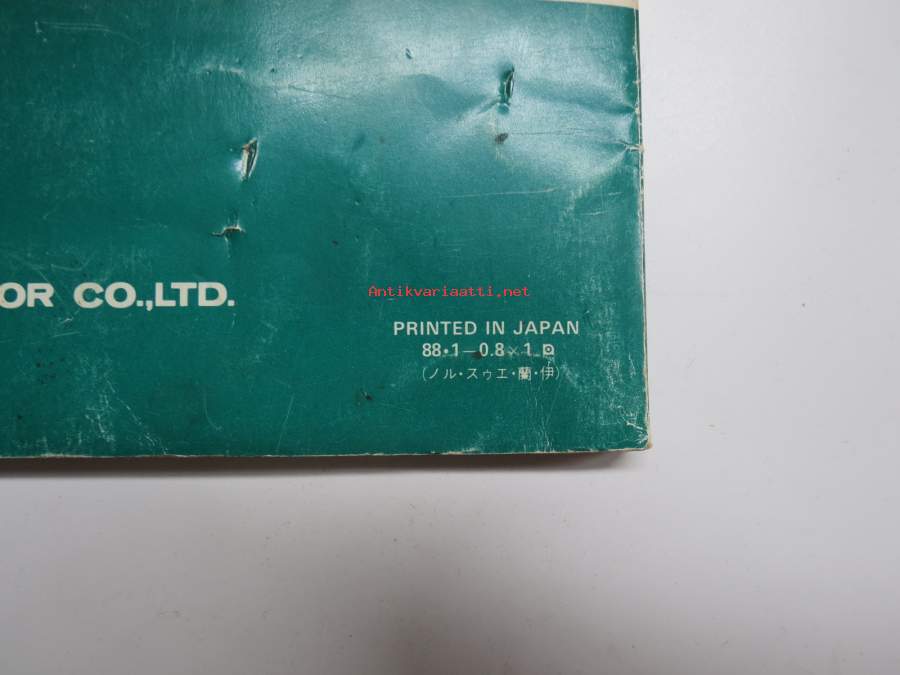 OR CO.,LTD.
Antikvariaatti.net
PRINTED IN JAPAN
88・1—0.8×1
(ノル・スゥエ・蘭・伊)